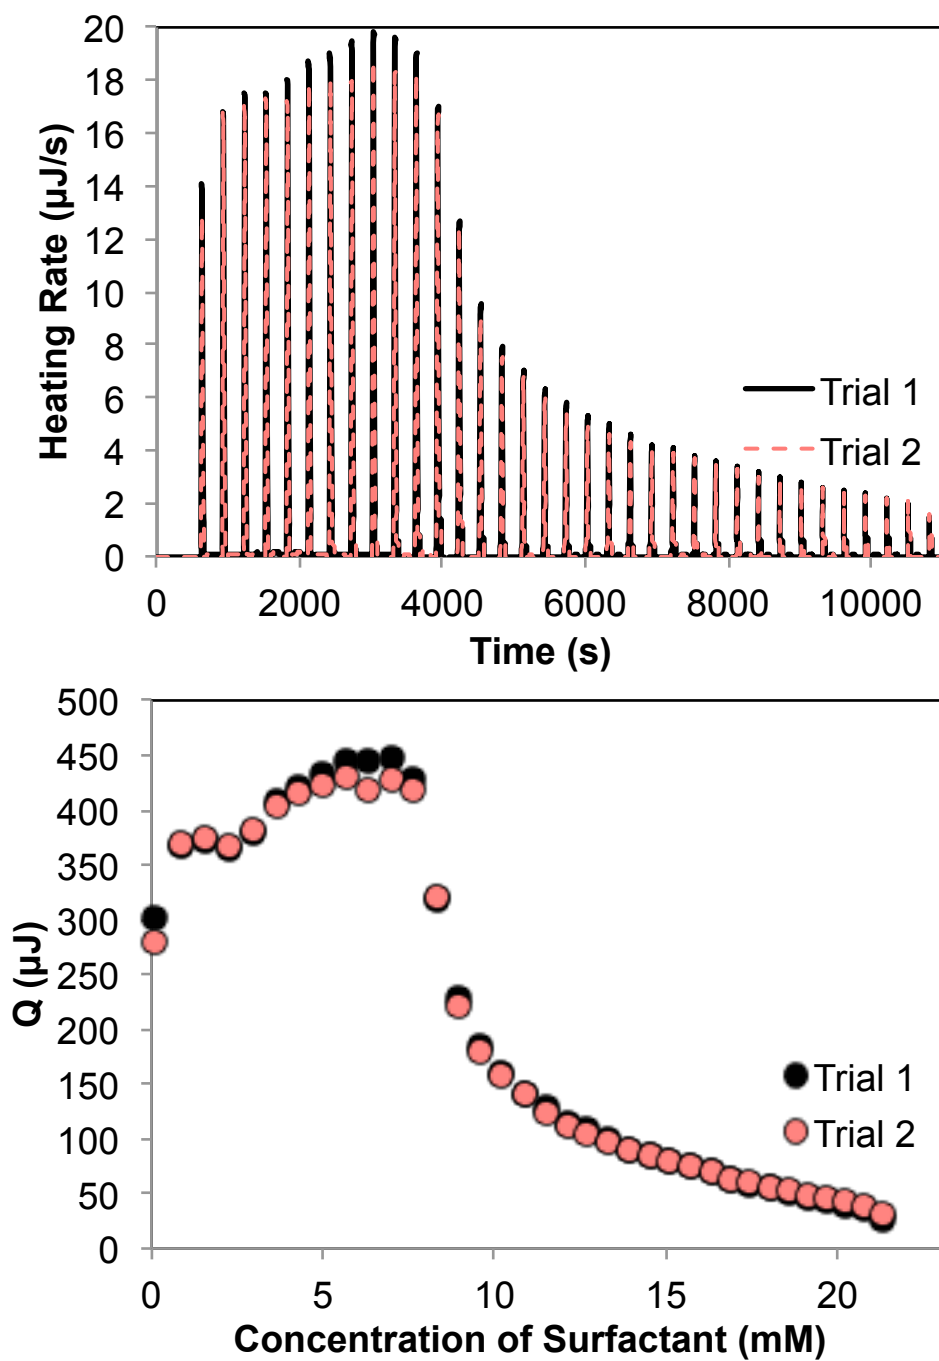 20
18
16
14
12
10
8
6
4
2
0
Heating Rate (µJ/s)
Trial 1
Trial 2
0 2000 4000 6000 8000 10000
Time (s)
500
450
400
350
300
250
200
150
100
50
0
Q (µJ)
Trial 1
Trial 2
0 5 10 15 20
Concentration of Surfactant (mM)